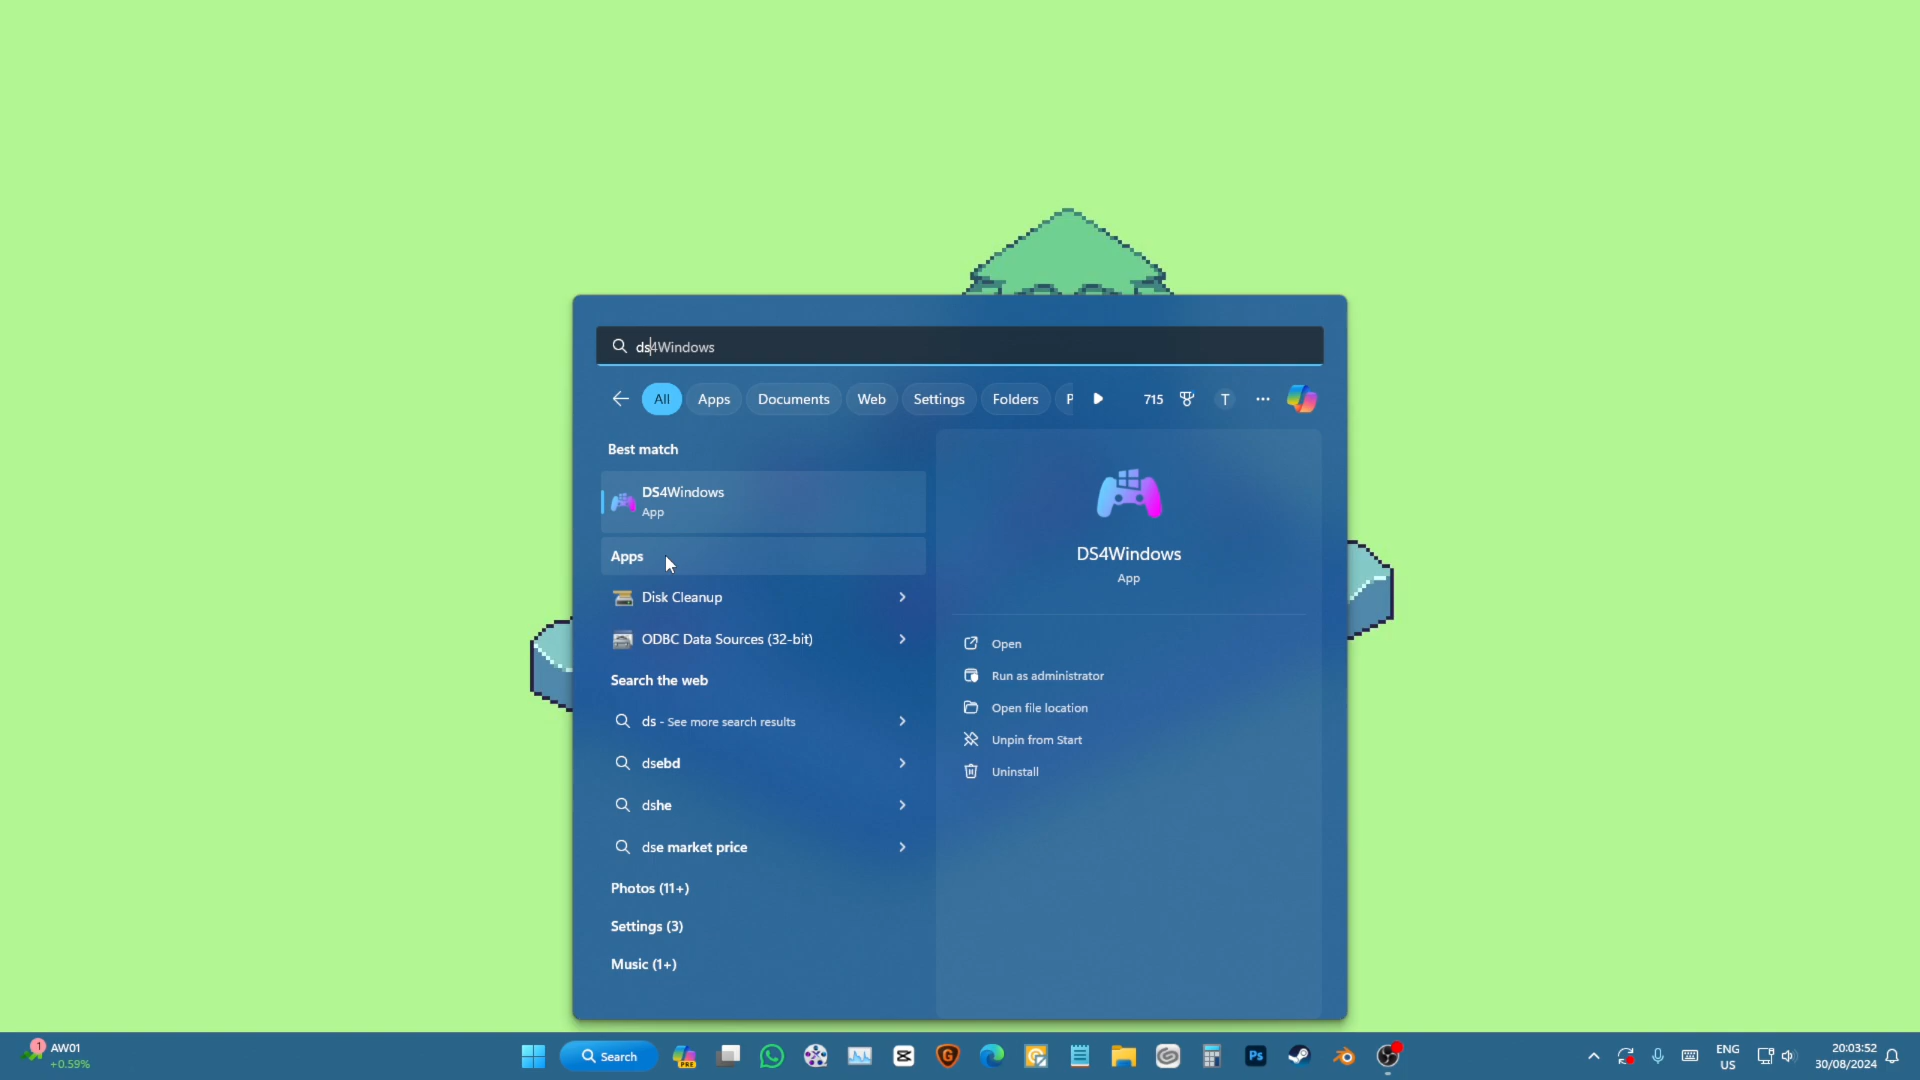 ds4Windows
All
Apps
Documents
Web
Settings
Folders
P
715
T
Best match
DS4Windows
App
Apps
Disk Cleanup
ODBC Data Sources (32-bit)
Search the web
ds - See more search results
dsebd
dshe
dse market price
Photos (11+)
Settings (3)
Music (1+)
DS4Windows
App
Open
Run as administrator
Open file location
Unpin from Start
Uninstall
1
AW01
+0.59%
Search
PRE
G
Ps
ENG
US
20:03:52
30/08/2024